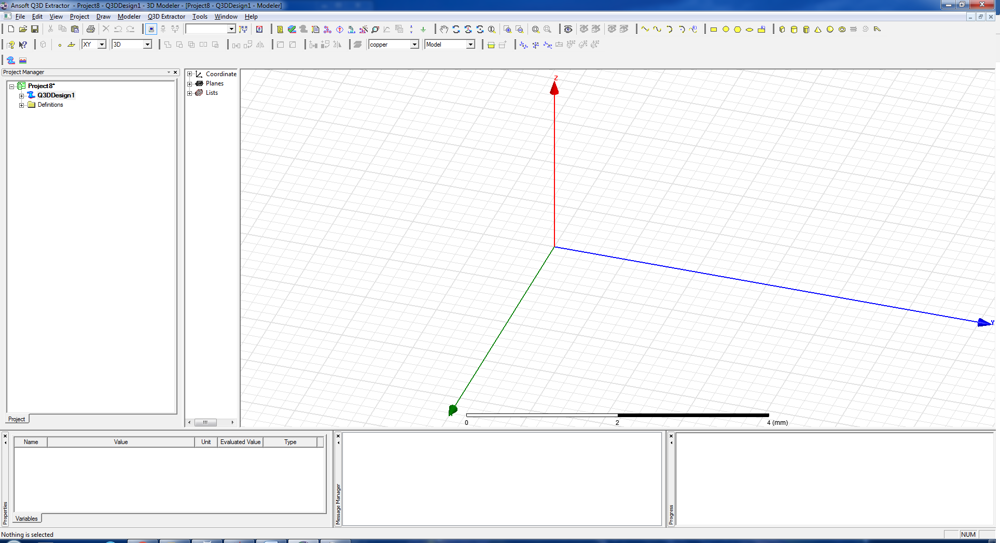 Ansoft Q3D Extractor - Project8 - Q3DDesign1 - 3D Modeler - [Project8 - Q3DDesign1 - Modeler]
File Edit View Project Draw Modeler Q3D Extractor Tools Window Help
XY 3D copper Model
Project Manager
Project8*
Q3DDesign1
Definitions
Project
Coordinate
Planes
Lists
Z
Y
0 2 4 (mm)
Name Value Unit Evaluated Value Type
Variables
Properties
Message Manager
Progress
Nothing is selected
NUM